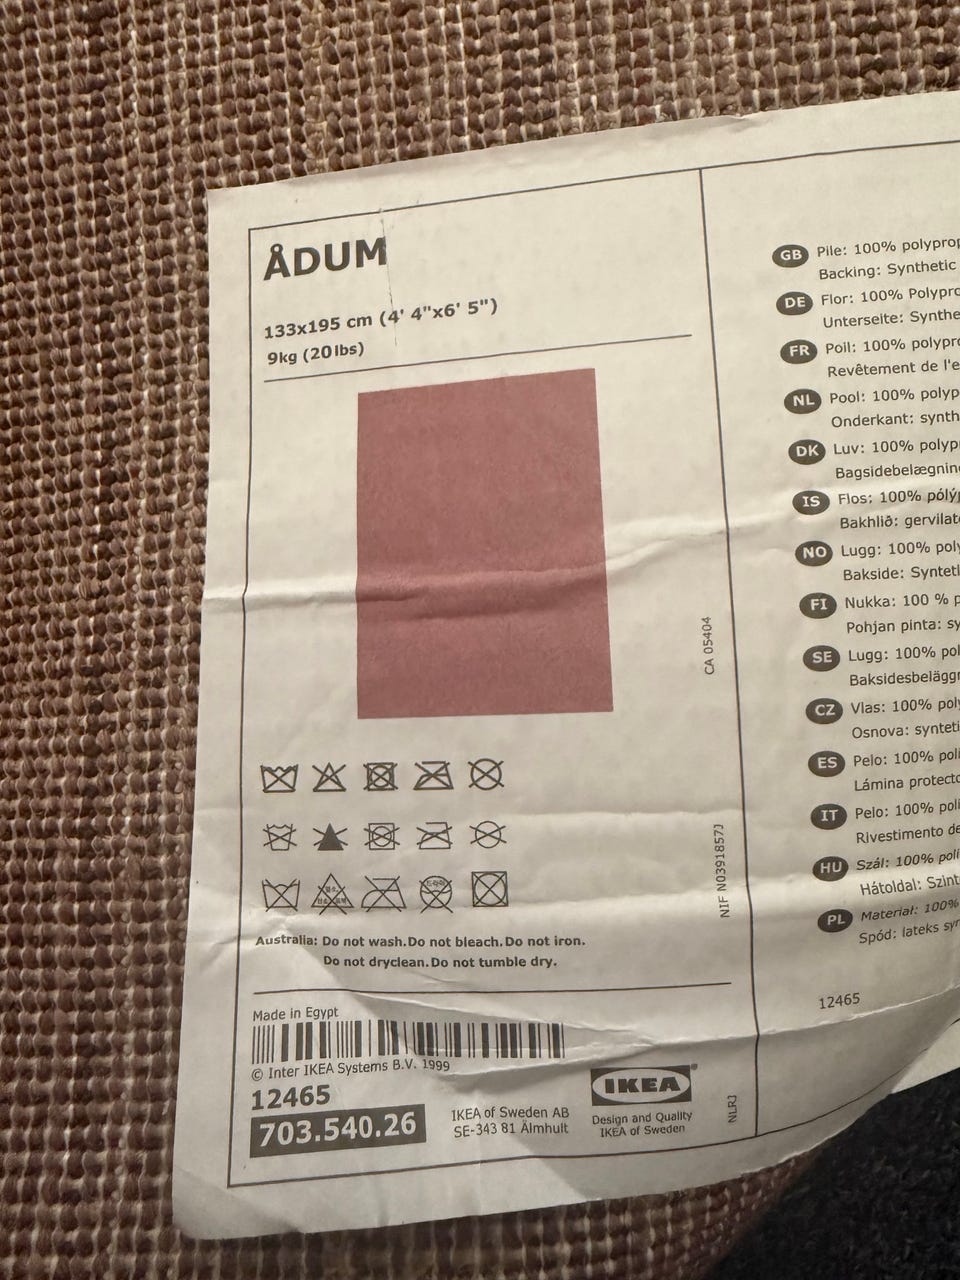 ÅDUM
133x195 cm (4' 4"x6' 5")
9kg (20lbs)
CA 05404
NIF N0391857J
Australia: Do not wash. Do not bleach. Do not iron.
Do not dryclean. Do not tumble dry.
Made in Egypt
© Inter IKEA Systems B.V. 1999
12465
703.540.26
IKEA of Sweden AB
SE-343 81 Älmhult
IKEA®
Design and Quality
IKEA of Sweden
NLRJ
GB Pile: 100% polyprop
Backing: Synthetic
DE Flor: 100% Polypro
Unterseite: Synthe
FR Poil: 100% polypro
Revêtement de l'e
NL Pool: 100% polyp
Onderkant: synth
DK Luv: 100% polyp
Bagsidebelægning
IS Flos: 100% pólý
Bakhlið: gervilat
NO Lugg: 100% poly
Bakside: Synteti
FI Nukka: 100 % p
Pohjan pinta: sy
SE Lugg: 100% pol
Baksidesbelägg
CZ Vlas: 100% poly
Osnova: synteti
ES Pelo: 100% poli
Lámina protecto
IT Pelo: 100% poli
Rivestimento de
HU Szál: 100% poli
Hátoldal: Szint
PL Materiał: 100%
Spód: lateks syn
12465